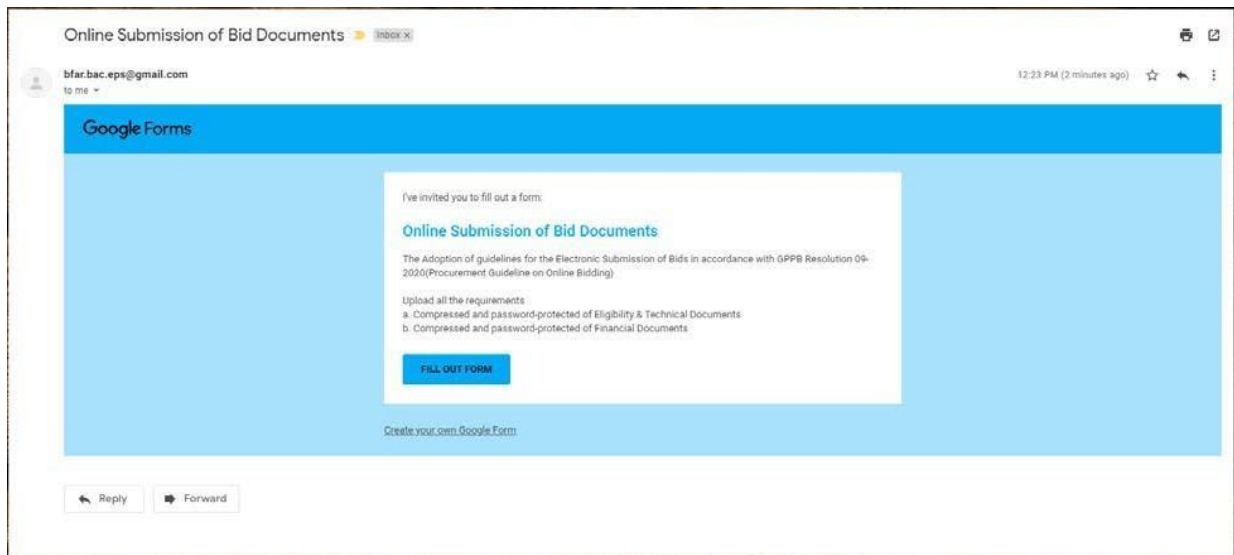 Online Submission of Bid Documents
Inbox x
bfar.bac.eps@gmail.com
12:23 PM (2 minutes ago)
to me
Google Forms
I've invited you to fill out a form:
Online Submission of Bid Documents
The Adoption of guidelines for the Electronic Submission of Bids in accordance with GPPB Resolution 09-
2020(Procurement Guideline on Online Bidding)
Upload all the requirements
a. Compressed and password-protected of Eligibility & Technical Documents
b. Compressed and password-protected of Financial Documents
FILL OUT FORM
Create your own Google Form
Reply
Forward